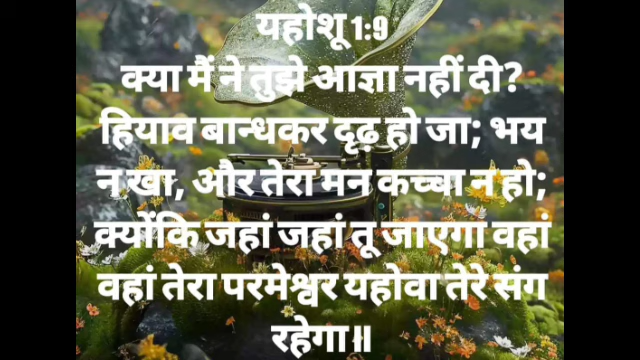 यहोशू 1:9
क्या मैं ने तुझे आज्ञा नहीं दी?
हियाव बान्धकर दृढ़ हो जा; भय
न खा, और तेरा मन कच्चा न हो;
क्योंकि जहां जहां तू जाएगा वहां
वहां तेरा परमेश्वर यहोवा तेरे संग
रहेगा॥